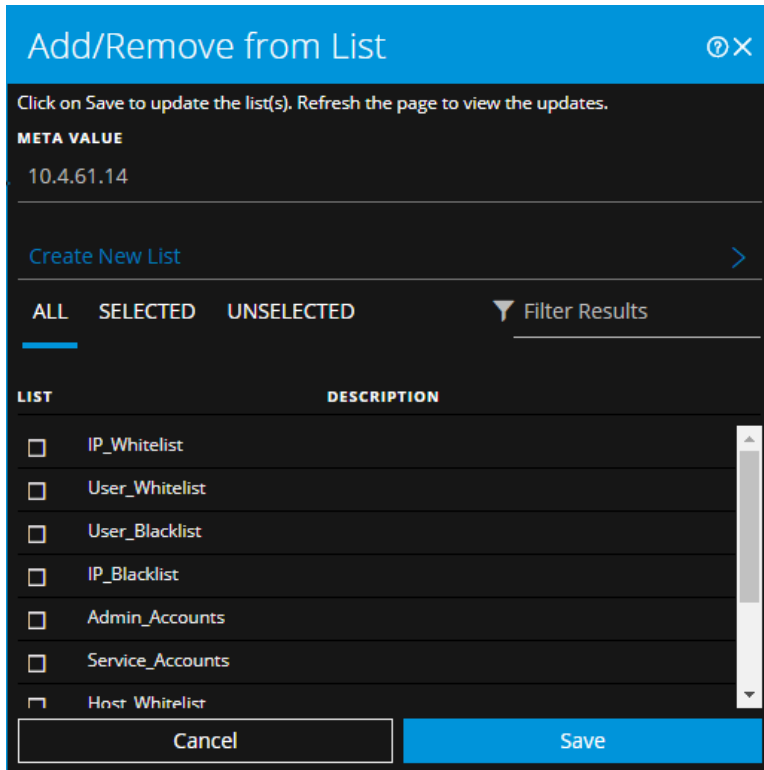 Add/Remove from List
Click on Save to update the list(s). Refresh the page to view the updates.
META VALUE
10.4.61.14
Create New List
ALL SELECTED UNSELECTED Filter Results
LIST DESCRIPTION
IP_Whitelist
User_Whitelist
User_Blacklist
IP_Blacklist
Admin_Accounts
Service_Accounts
Host_Whitelist
Cancel Save